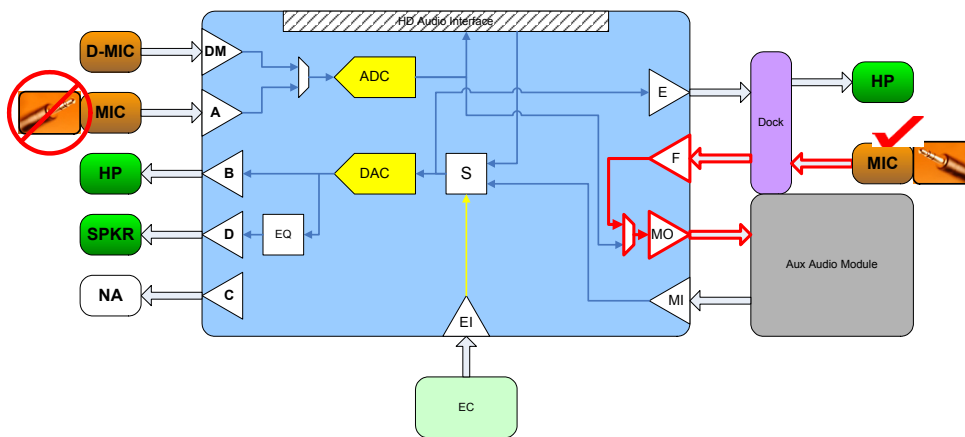 HD Audio Interface
D-MIC
DM
ADC
MIC
A
E
HP
Dock
F
MIC
HP
B
DAC
S
SPKR
D
EQ
MO
Aux Audio Module
NA
C
MI
EI
EC